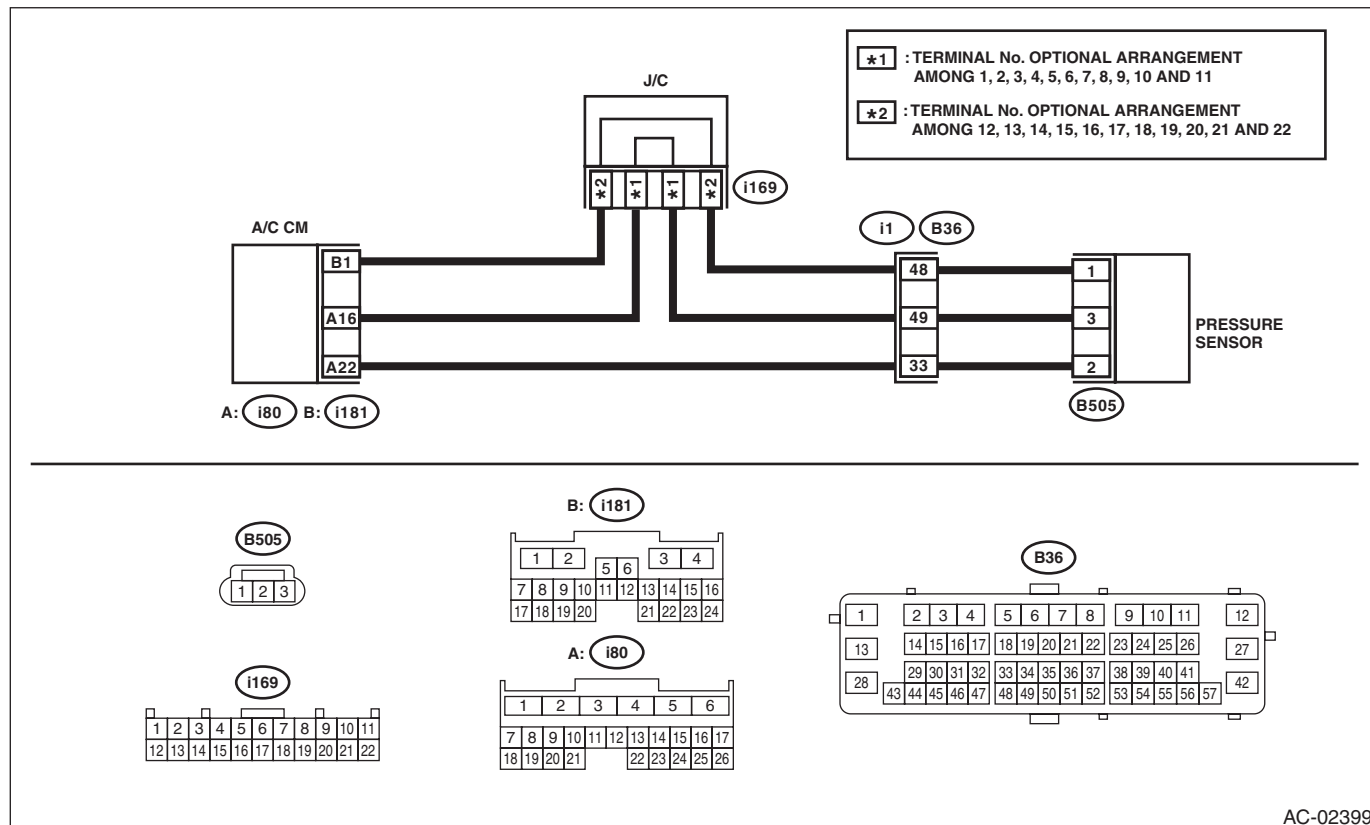 *1 : TERMINAL No. OPTIONAL ARRANGEMENT
AMONG 1, 2, 3, 4, 5, 6, 7, 8, 9, 10 AND 11
*2 : TERMINAL No. OPTIONAL ARRANGEMENT
AMONG 12, 13, 14, 15, 16, 17, 18, 19, 20, 21 AND 22
J/C
*2 *1 *1 *2
i169
A/C CM
B1
A16
A22
A: i80 B: i181
i1 B36
48
49
33
1
3
2
PRESSURE
SENSOR
B505
B505
1 2 3
i169
1 2 3 4 5 6 7 8 9 10 11
12 13 14 15 16 17 18 19 20 21 22
B: i181
1 2 3 4
5 6
7 8 9 10 11 12 13 14 15 16
17 18 19 20 21 22 23 24
A: i80
1 2 3 4 5 6
7 8 9 10 11 12 13 14 15 16 17
18 19 20 21 22 23 24 25 26
B36
1 2 3 4 5 6 7 8 9 10 11 12
13 14 15 16 17 18 19 20 21 22 23 24 25 26 27
28 29 30 31 32 33 34 35 36 37 38 39 40 41 42
43 44 45 46 47 48 49 50 51 52 53 54 55 56 57
AC-02399